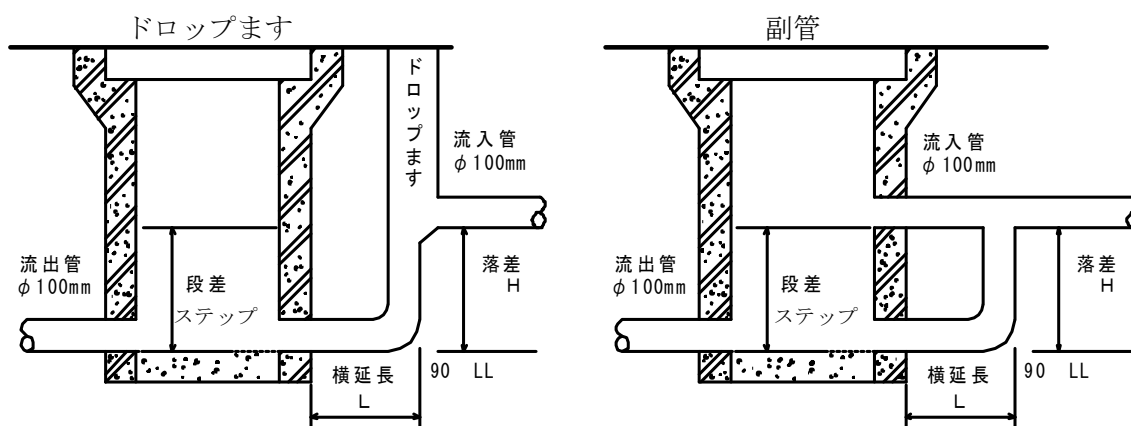 ドロップます
ドロップます
流入管
φ100mm
流出管
φ100mm
段差
ステップ
落差
H
横延長
L
90 LL
副管
流入管
φ100mm
流出管
φ100mm
段差
ステップ
落差
H
横延長
L
90 LL